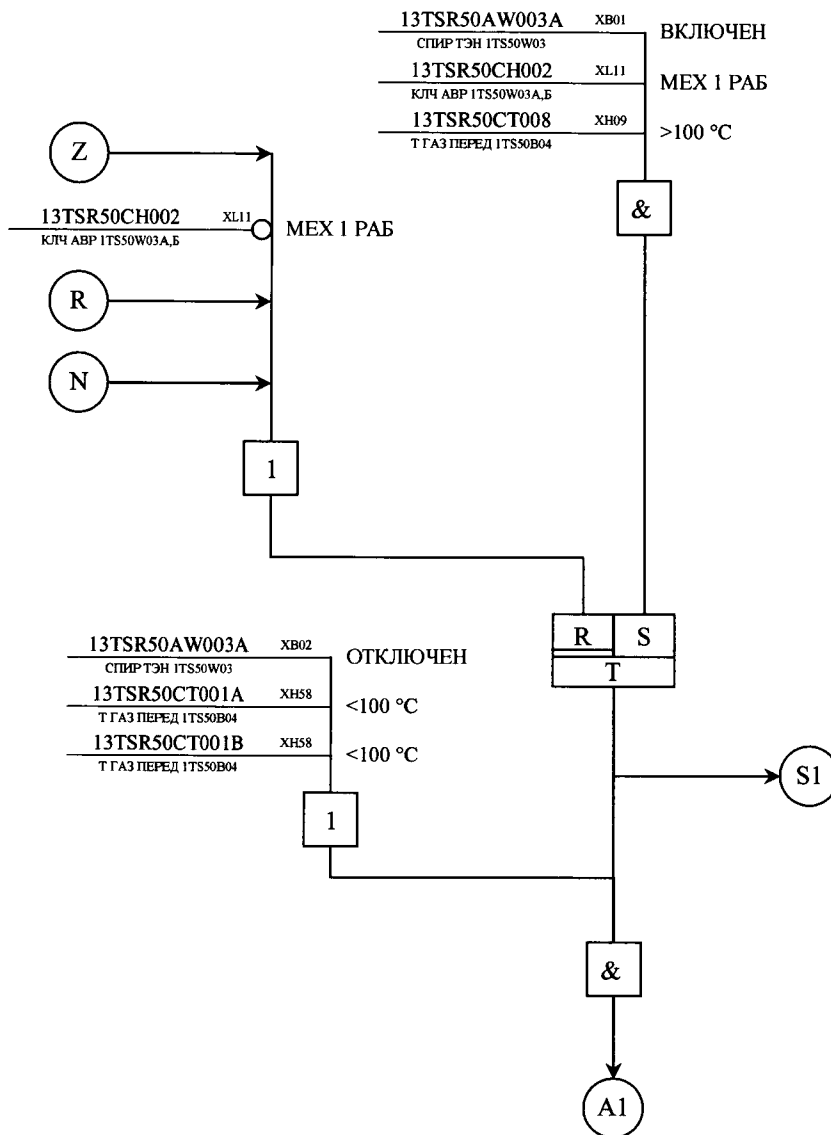 13TSR50AW003A XB01 ВКЛЮЧЕН
СПИР ТЭН 1TS50W03
13TSR50CH002 XL11 МЕХ 1 РАБ
КЛЧ АВР 1TS50W03А,Б
13TSR50CT008 XH09 >100 °C
Т ГАЗ ПЕРЕД 1TS50B04
&
Z
13TSR50CH002 XL11 МЕХ 1 РАБ
КЛЧ АВР 1TS50W03А,Б
R
N
1
R S
T
13TSR50AW003A XB02 ОТКЛЮЧЕН
СПИР ТЭН 1TS50W03
13TSR50CT001A XH58 <100 °C
Т ГАЗ ПЕРЕД 1TS50B04
13TSR50CT001B XH58 <100 °C
Т ГАЗ ПЕРЕД 1TS50B04
S1
1
&
A1